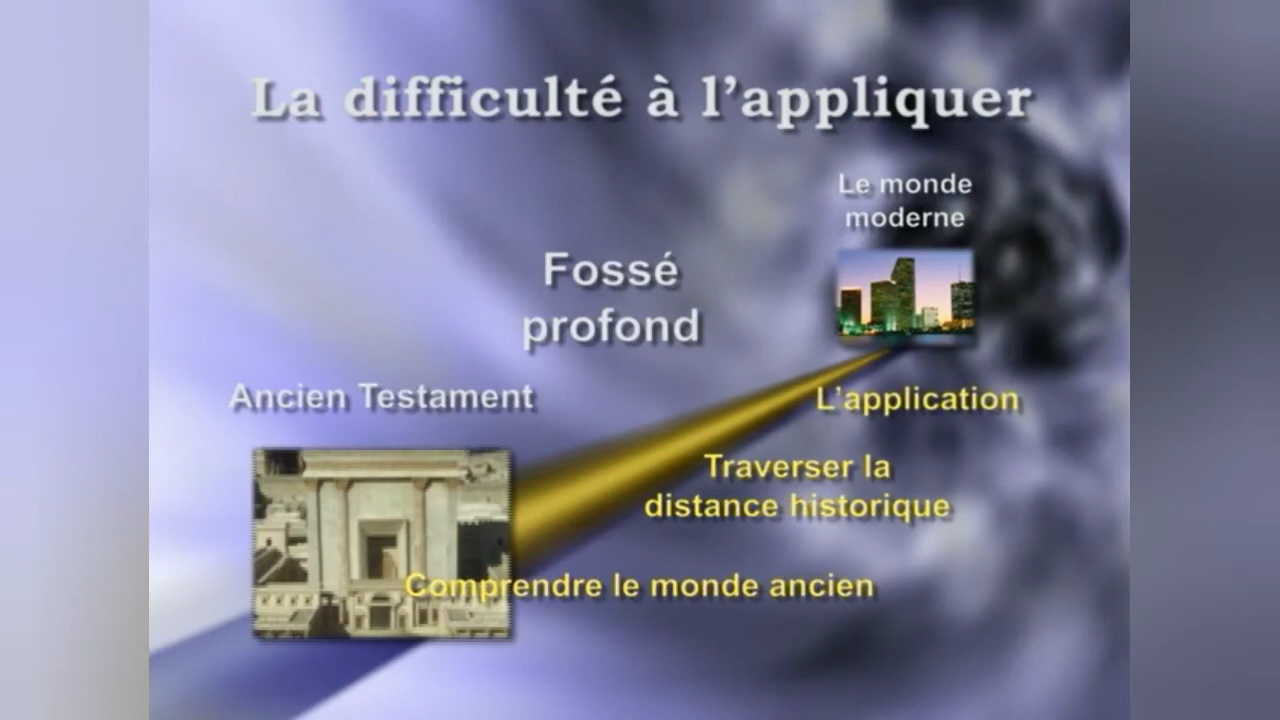 La difficulté à l’appliquer
Le monde
moderne
Fossé
profond
Ancien Testament
L’application
Traverser la
distance historique
Comprendre le monde ancien